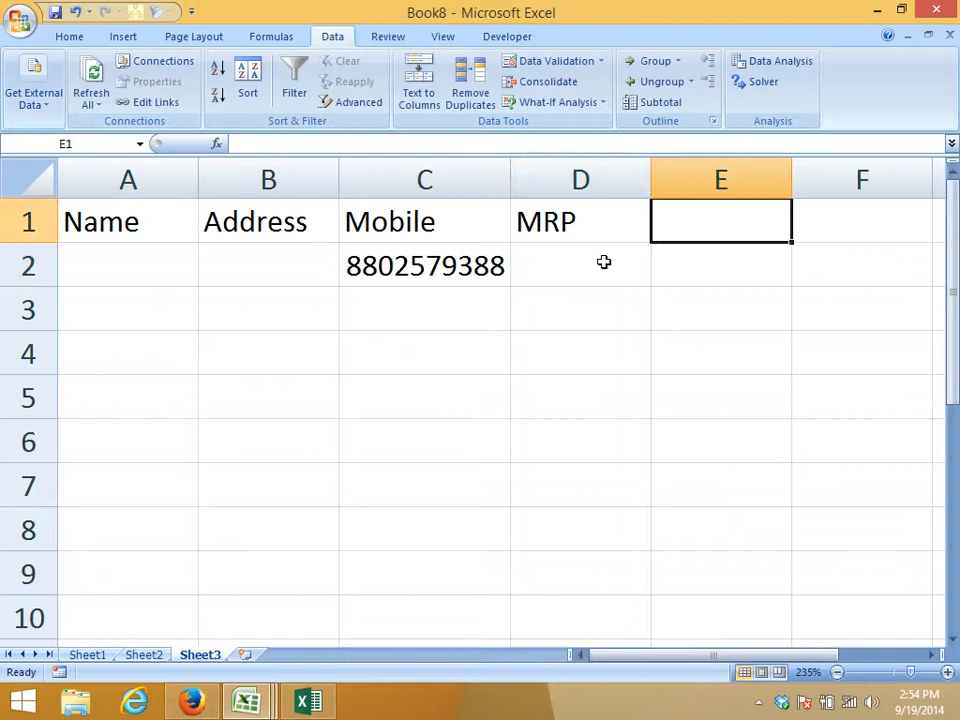 Book8 - Microsoft Excel
Home Insert Page Layout Formulas Data Review View Developer
Get External Data
Refresh All
Connections
Properties
Edit Links
Connections
Sort
Filter
Clear
Reapply
Advanced
Sort & Filter
Text to Columns
Remove Duplicates
Data Validation
Consolidate
What-If Analysis
Data Tools
Group
Ungroup
Subtotal
Outline
Data Analysis
Solver
Analysis
E1 fx
A B C D E F
1 Name Address Mobile MRP
2 8802579388
3
4
5
6
7
8
9
10
Sheet1 Sheet2 Sheet3
Ready 235%
2:54 PM
9/19/2014